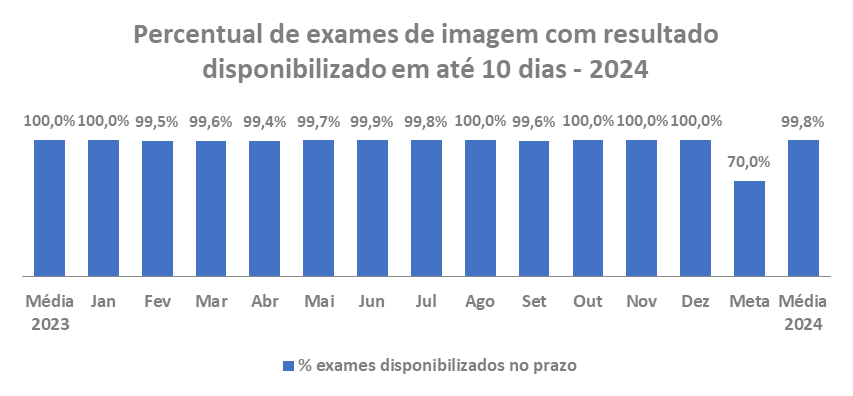 Percentual de exames de imagem com resultado
disponibilizado em até 10 dias - 2024
100,0% 100,0% 99,5% 99,6% 99,4% 99,7% 99,9% 99,8% 100,0% 99,6% 100,0% 100,0% 100,0% 70,0% 99,8%
Média 2023 Jan Fev Mar Abr Mai Jun Jul Ago Set Out Nov Dez Meta Média 2024
% exames disponibilizados no prazo